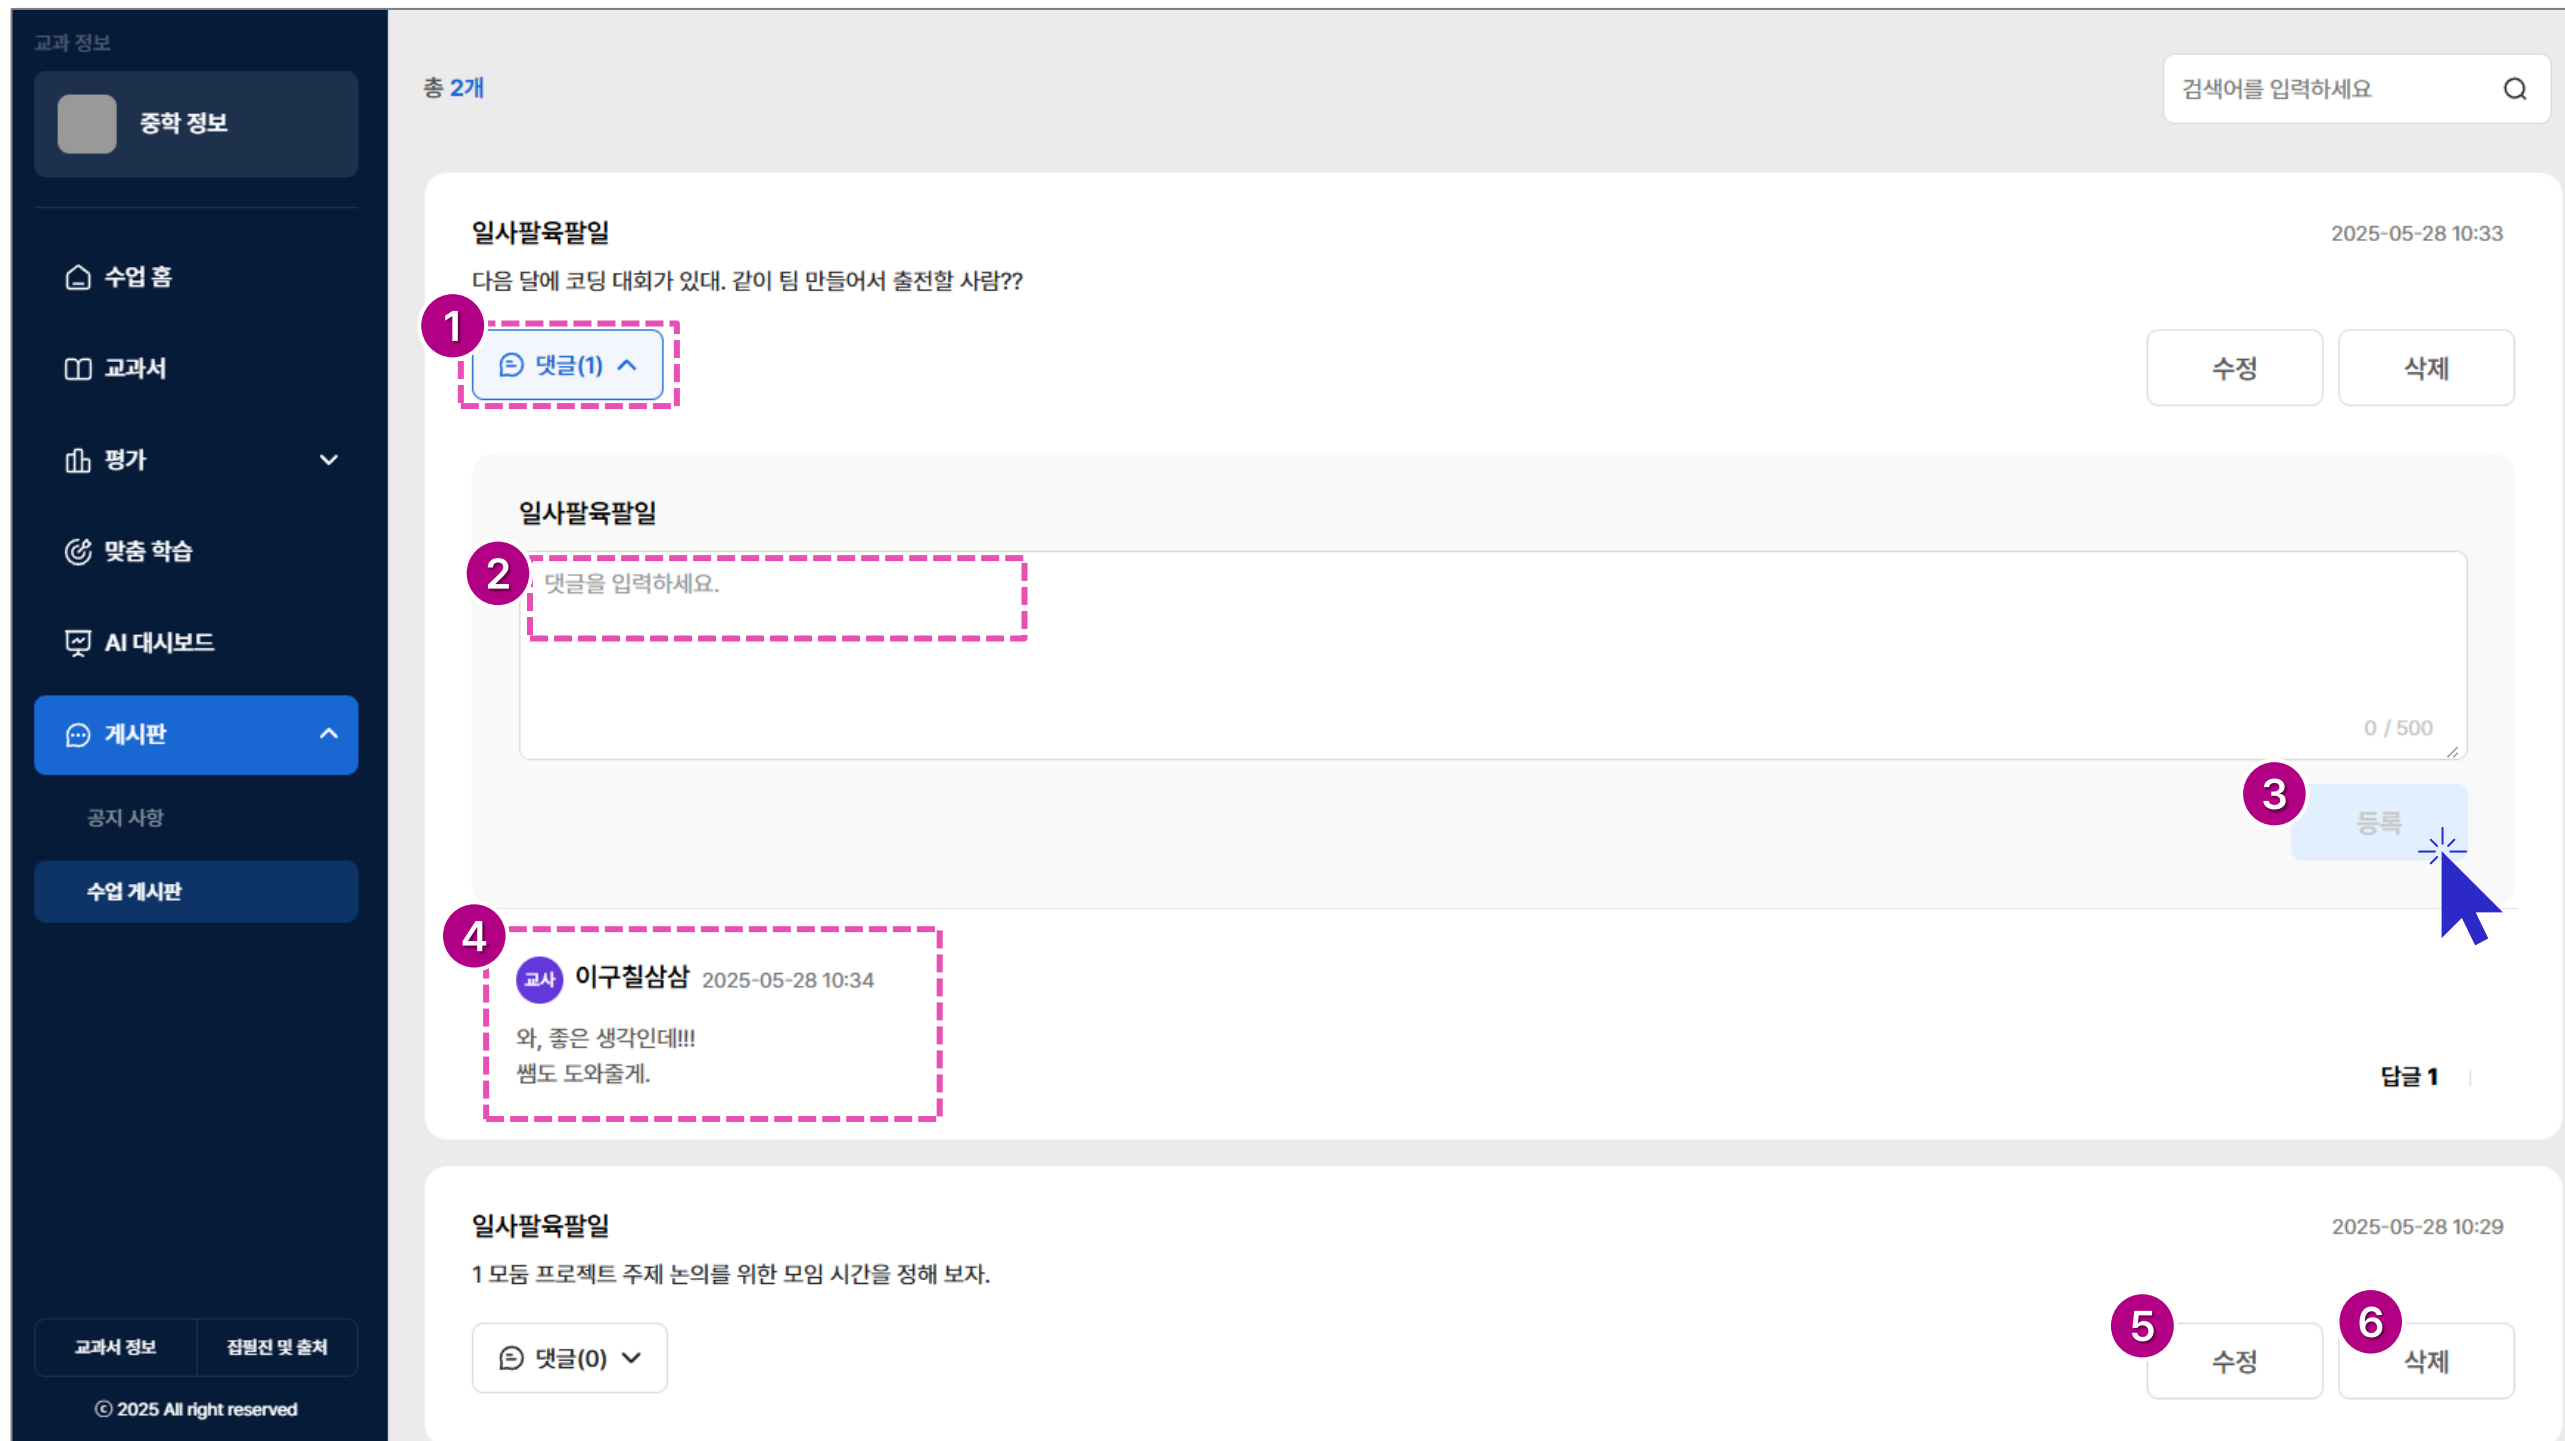 교과 정보
중학 정보
수업 홈
교과서
평가
맞춤 학습
AI 대시보드
게시판
공지 사항
수업 게시판
교과서 정보
집필진 및 출처
ⓒ 2025 All right reserved
총 2개
검색어를 입력하세요
일사팔육팔일
2025-05-28 10:33
다음 달에 코딩 대회가 있대. 같이 팀 만들어서 출전할 사람??
1
댓글(1)
수정
삭제
일사팔육팔일
2
댓글을 입력하세요.
0 / 500
3
등록
4
교사 이구칠삼삼 2025-05-28 10:34
와, 좋은 생각인데!!!
쌤도 도와줄게.
답글 1
일사팔육팔일
2025-05-28 10:29
1 모둠 프로젝트 주제 논의를 위한 모임 시간을 정해 보자.
댓글(0)
5
수정
6
삭제